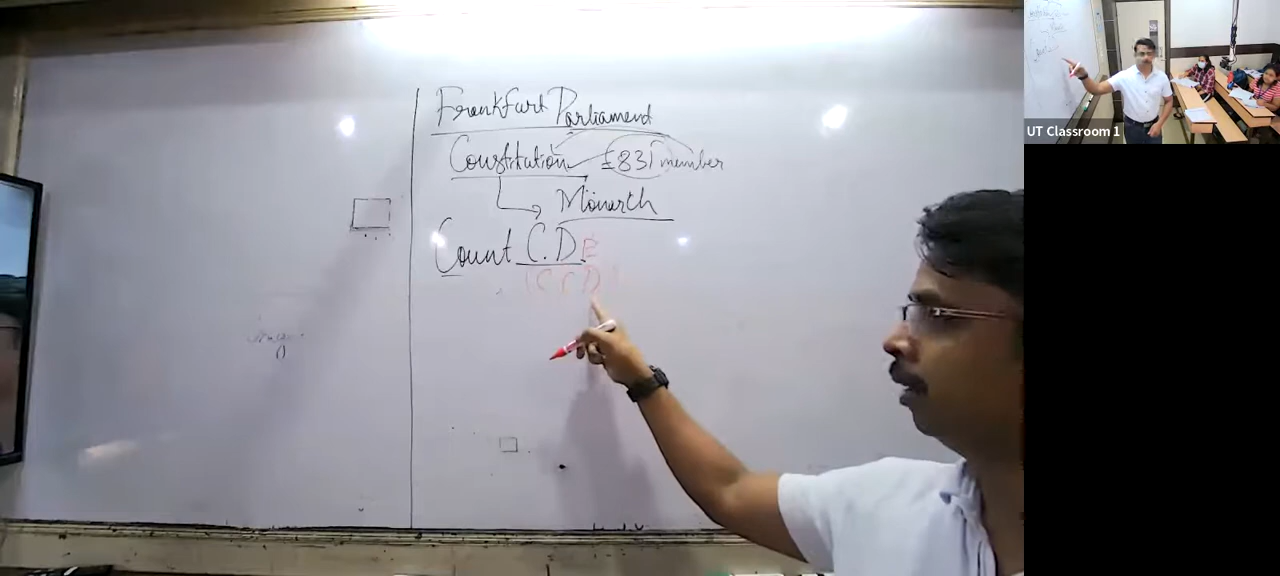 Frankfurt Parliament
Constitution 831 member
Monarch
Count C.D.E
(C C D)
UT Classroom 1